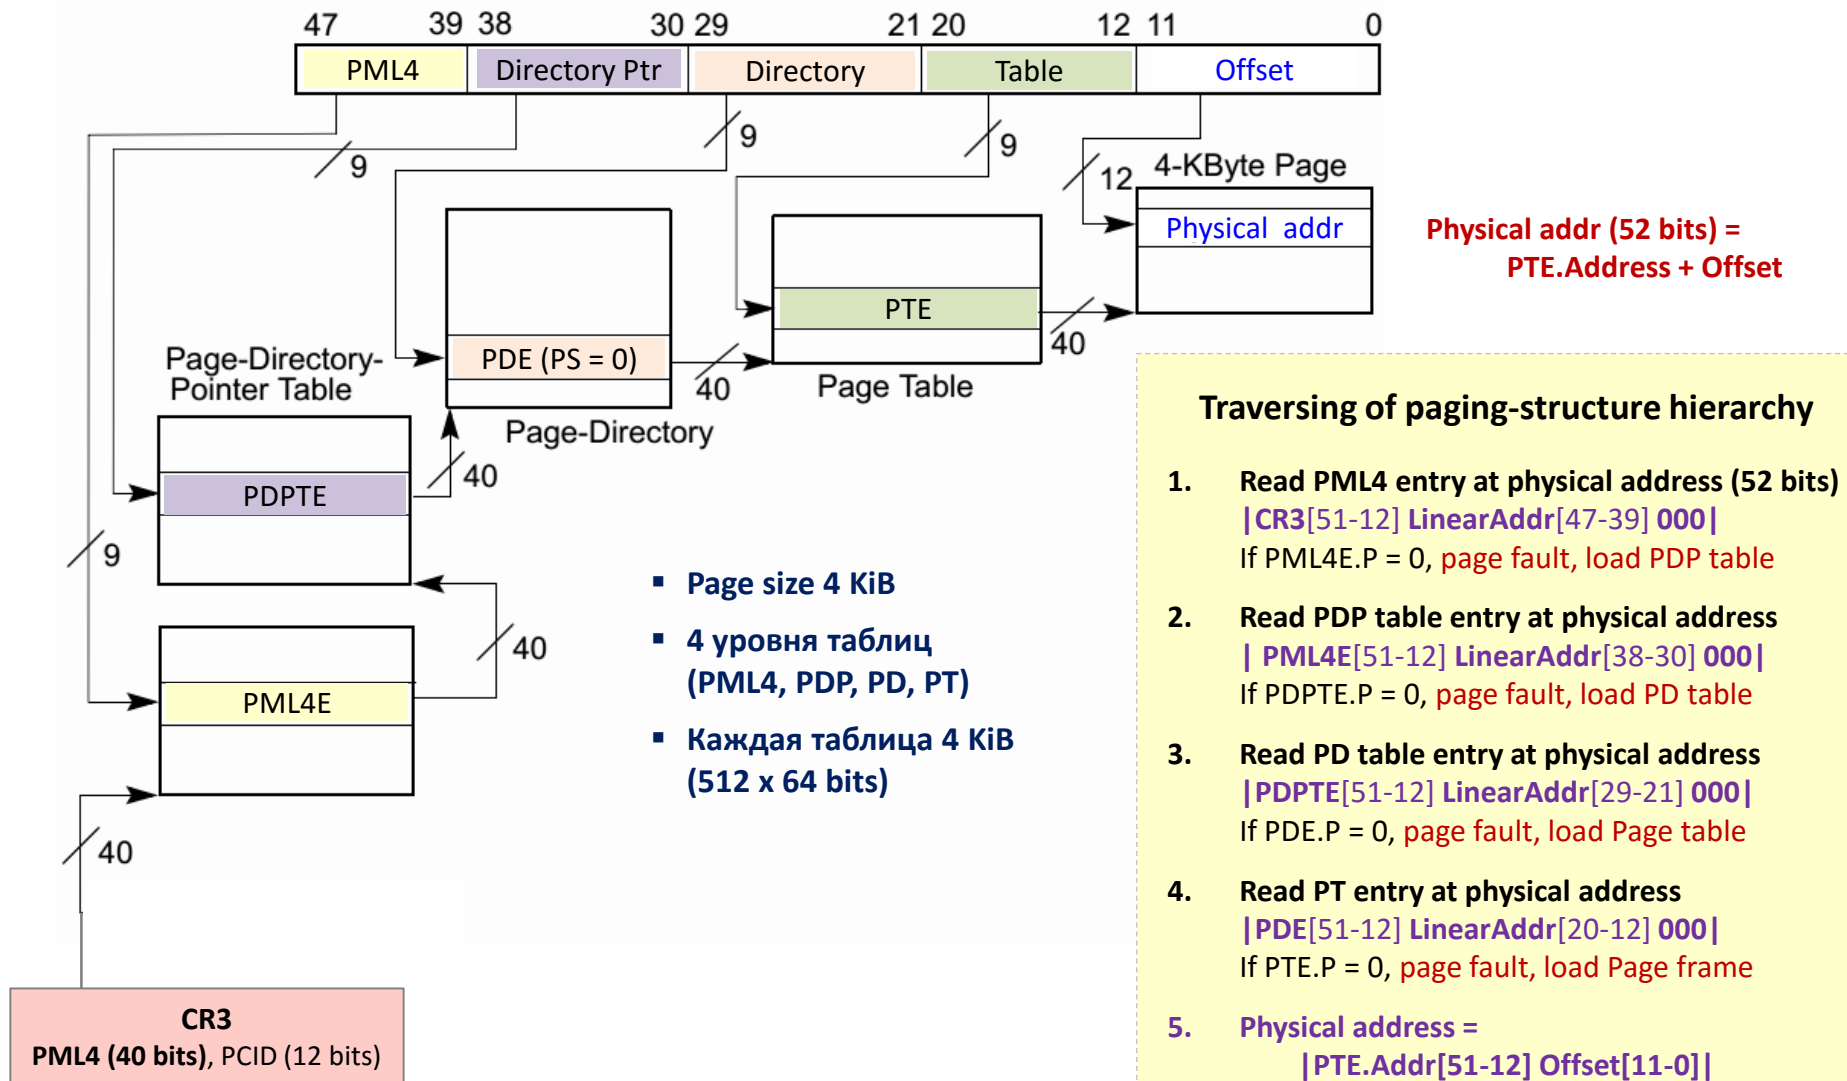 47 39 38 30 29 21 20 12 11 0
PML4 Directory Ptr Directory Table Offset
9
9
9
12
4-KByte Page
Physical addr
Physical addr (52 bits) =
PTE.Address + Offset
PTE
40
Page Table
PDE (PS = 0)
40
Page-Directory
Page-Directory-
Pointer Table
PDPTE
40
9
40
PML4E
40
CR3
PML4 (40 bits), PCID (12 bits)
▪ Page size 4 KiB
▪ 4 уровня таблиц
(PML4, PDP, PD, PT)
▪ Каждая таблица 4 KiB
(512 x 64 bits)
Traversing of paging-structure hierarchy
1. Read PML4 entry at physical address (52 bits)
|CR3[51-12] LinearAddr[47-39] 000|
If PML4E.P = 0, page fault, load PDP table
2. Read PDP table entry at physical address
| PML4E[51-12] LinearAddr[38-30] 000|
If PDPTE.P = 0, page fault, load PD table
3. Read PD table entry at physical address
|PDPTE[51-12] LinearAddr[29-21] 000|
If PDE.P = 0, page fault, load Page table
4. Read PT entry at physical address
|PDE[51-12] LinearAddr[20-12] 000|
If PTE.P = 0, page fault, load Page frame
5. Physical address =
|PTE.Addr[51-12] Offset[11-0]|